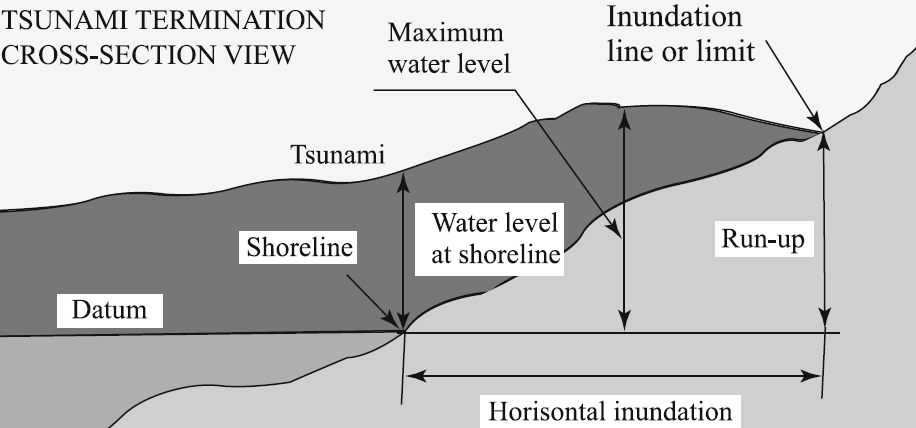 TSUNAMI TERMINATION
CROSS-SECTION VIEW
Maximum
water level
Inundation
line or limit
Tsunami
Water level
at shoreline
Shoreline
Run-up
Datum
Horisontal inundation